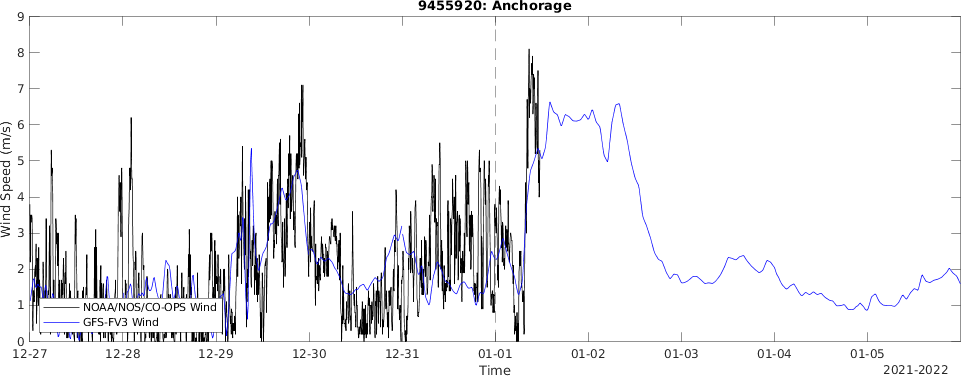 9455920: Anchorage
Wind Speed (m/s)
9
8
7
6
5
4
3
2
1
0
NOAA/NOS/CO-OPS Wind
GFS-FV3 Wind
12-27 12-28 12-29 12-30 12-31 01-01 01-02 01-03 01-04 01-05
Time
2021-2022